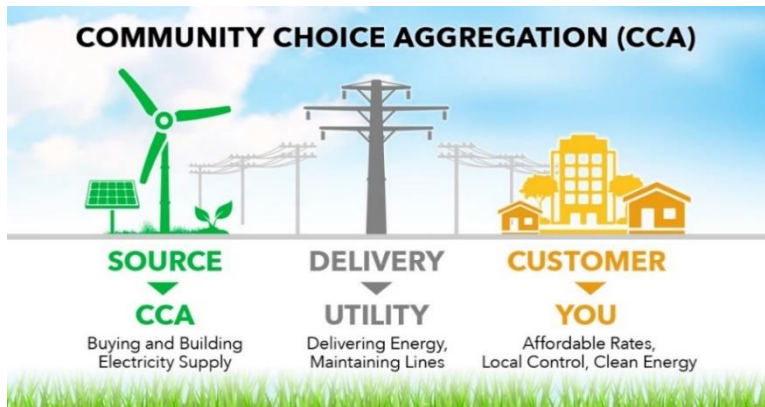 COMMUNITY CHOICE AGGREGATION (CCA)
SOURCE
CCA
Buying and Building
Electricity Supply
DELIVERY
UTILITY
Delivering Energy,
Maintaining Lines
CUSTOMER
YOU
Affordable Rates,
Local Control, Clean Energy